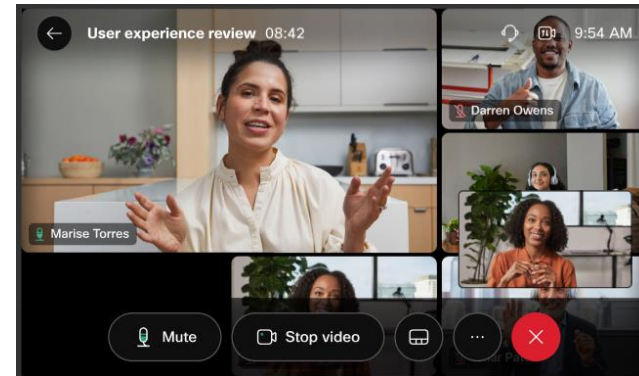 User experience review 08:42
9:54 AM
Darren Owens
Marise Torres
Mute
Stop video